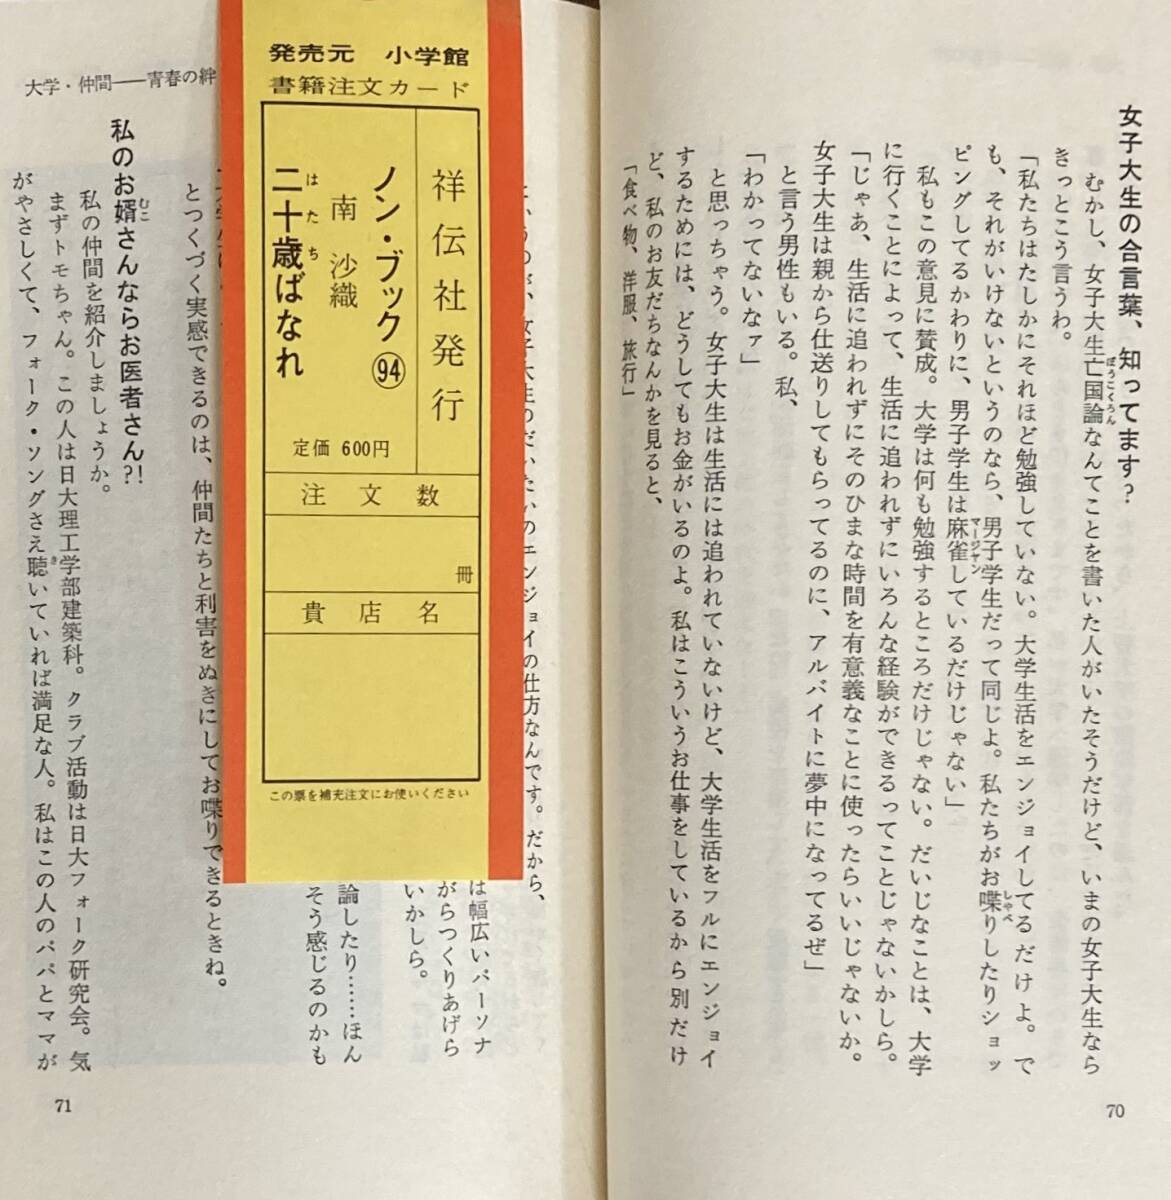 女子大生の合言葉、知ってます?
むかし、女子大生亡国論なんてことを書いた人がいたそうだけど、いまの女子大生なら
きっとこう言うわ。
「私たちはたしかにそれほど勉強していない。大学生活をエンジョイしてるだけよ。で
も、それがいけないというのなら、男子学生だって同じよ。私たちがお喋りしたりショッ
ピングしてるかわりに、男子学生は麻雀しているだけじゃない」
私もこの意見に賛成。大学は何も勉強するところだけじゃない。だいじなことは、大学
に行くことによって、生活に追われずにいろんな経験ができるってことじゃないかしら。
「じゃあ、生活に追われずにそのひまな時間を有意義なことに使ったらいいじゃないか。
女子大生は親から仕送りしてもらってるのに、アルバイトに夢中になってるぜ」
と言う男性もいる。私、
「わかってないなァ」
と思っちゃう。女子大生は生活には追われていないけど、大学生活をフルにエンジョイ
するためには、どうしてもお金がいるのよ。私はこういうお仕事をしているから別だけ
ど、私のお友だちなんかを見ると、
「食べ物、洋服、旅行」
70
大学・仲間――青春の絆
発売元 小学館
書籍注文カード
祥伝社発行
ノン・ブック 94
南 沙織
二十歳ばなれ
はたち
定価 600円
注文数
冊
貴店名
この票を補充注文にお使いください
女子大生のだいたいのエンジョイの仕方なんです。だから、
は幅広いパーソナ
がらつくりあげら
いかしら。
論したり……ほん
そう感じるのかも
とつくづく実感できるのは、仲間たちと利害をぬきにしてお喋りできるときね。
私のお婿さんならお医者さん?!
私の仲間を紹介しましょうか。
まずトモちゃん。この人は日大理工学部建築科。クラブ活動は日大フォーク研究会。気
がやさしくて、フォーク・ソングさえ聴いていれば満足な人。私はこの人のパパとママが
71